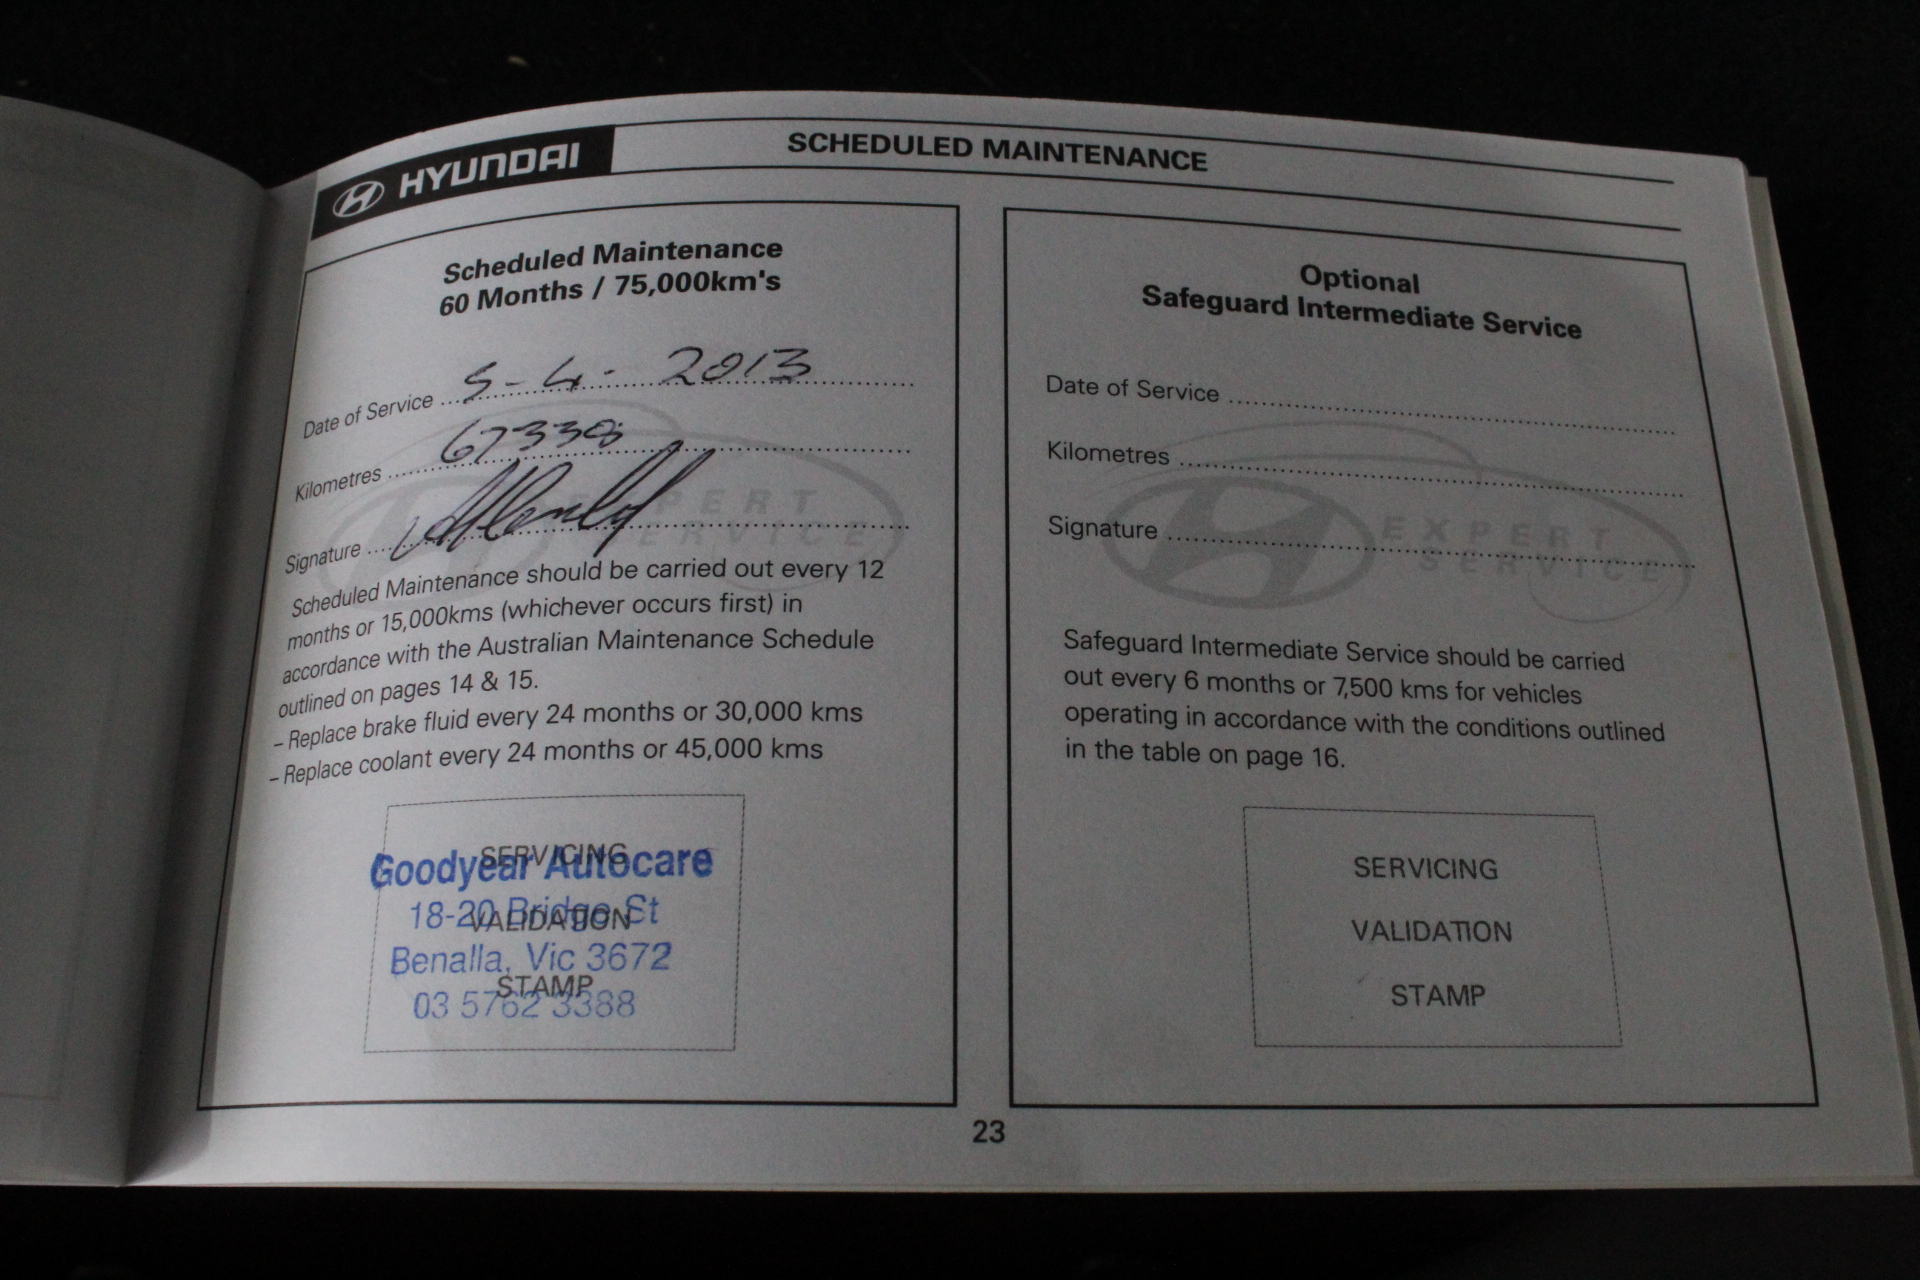 HYUNDAI
SCHEDULED MAINTENANCE
Scheduled Maintenance
60 Months / 75,000km's
Date of Service 5-4-2013
Kilometres 67338
Signature
EXPERT
SERVICE
Scheduled Maintenance should be carried out every 12
months or 15,000kms (whichever occurs first) in
accordance with the Australian Maintenance Schedule
outlined on pages 14 & 15.
– Replace brake fluid every 24 months or 30,000 kms
– Replace coolant every 24 months or 45,000 kms
SERVICING
Goodyear Autocare
18-20 Bridge St
VALIDATION
Benalla, Vic 3672
STAMP
03 5762 3388
Optional
Safeguard Intermediate Service
Date of Service
Kilometres
Signature
EXPERT
SERVICE
Safeguard Intermediate Service should be carried
out every 6 months or 7,500 kms for vehicles
operating in accordance with the conditions outlined
in the table on page 16.
SERVICING
VALIDATION
STAMP
23